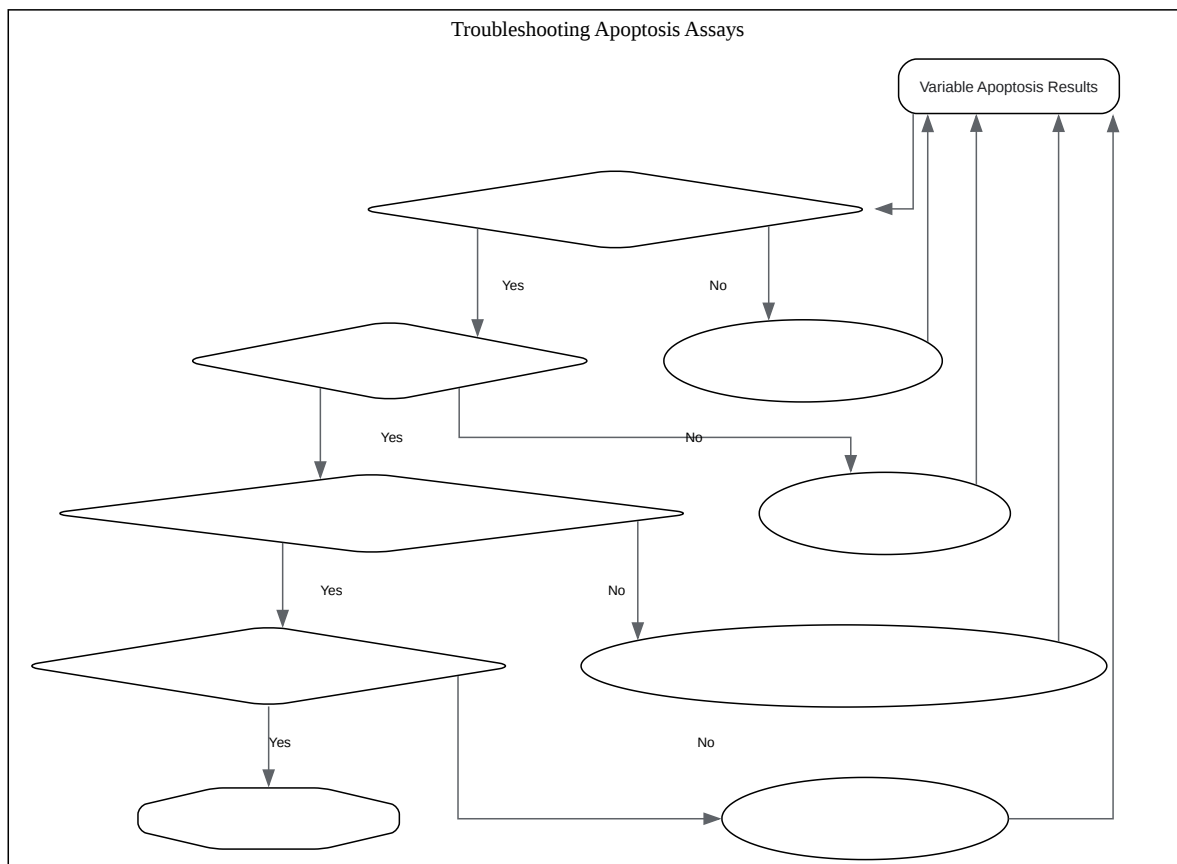 Troubleshooting Apoptosis Assays
Variable Apoptosis Results
Yes
No
Yes
No
Yes
No
Yes
No